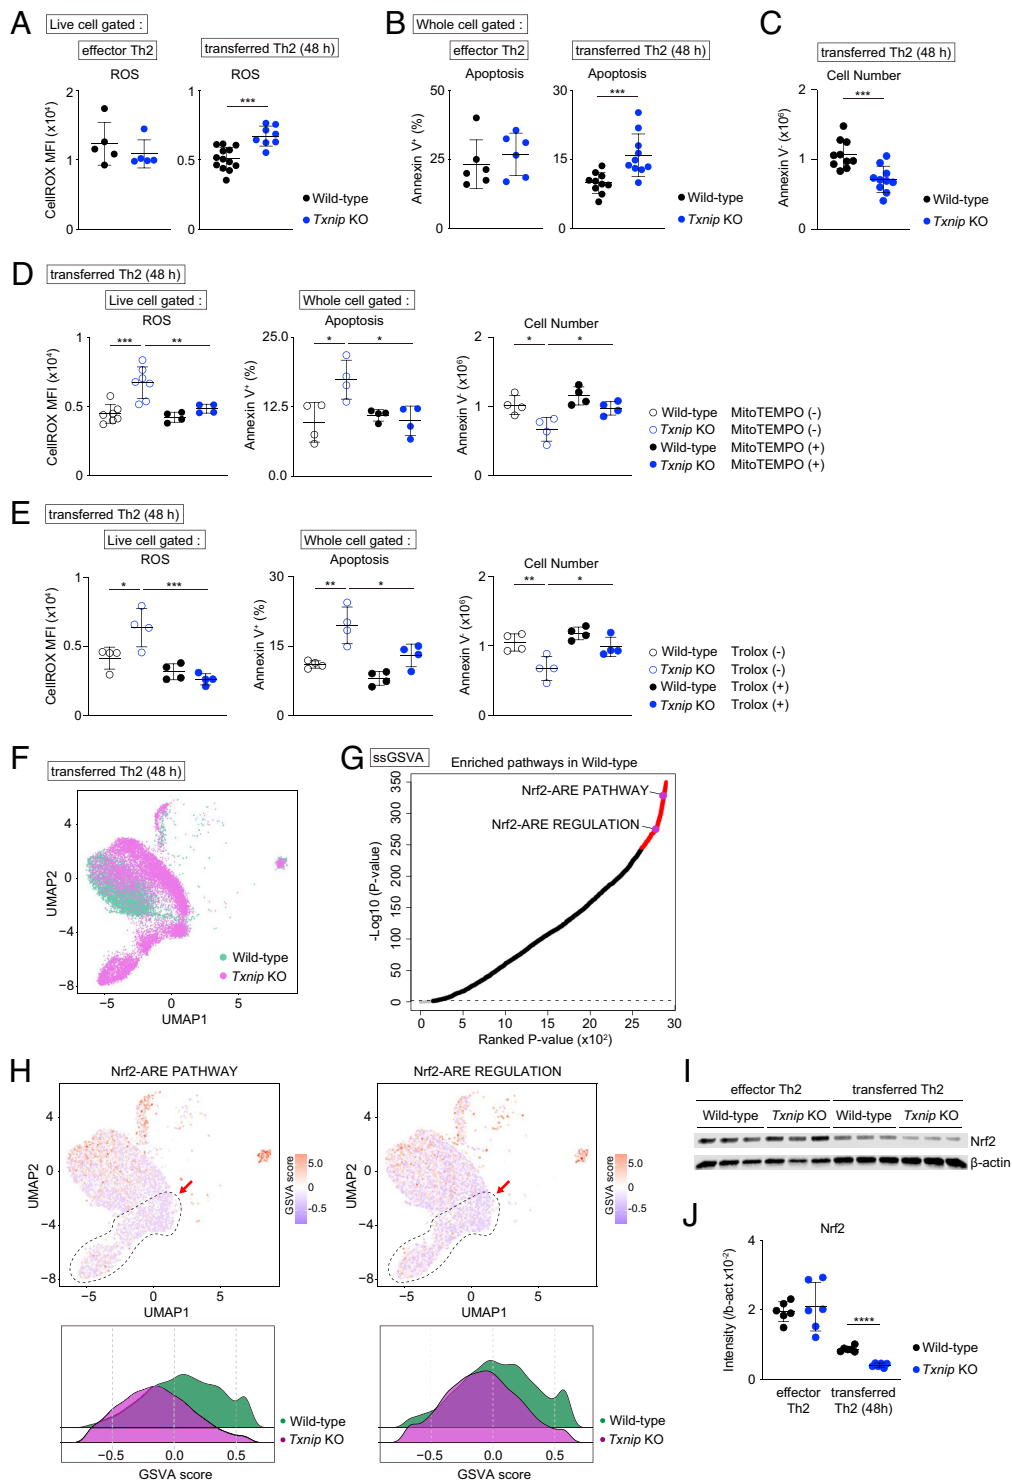 A
Live cell gated :
effector Th2
ROS
CellROX MFI (x10⁴)
2
1
0
transferred Th2 (48 h)
ROS
***
1
0.5
0
Wild-type
Txnip KO
B
Whole cell gated :
effector Th2
Apoptosis
Annexin V⁺ (%)
50
25
0
transferred Th2 (48 h)
Apoptosis
***
30
15
0
Wild-type
Txnip KO
C
transferred Th2 (48 h)
Cell Number
***
Annexin V⁻ (x10⁶)
2
1
0
Wild-type
Txnip KO
D
transferred Th2 (48 h)
Live cell gated :
ROS
*** **
CellROX MFI (x10⁴)
1
0.5
0
Whole cell gated :
Apoptosis
* *
Annexin V⁺ (%)
25.0
12.5
0.0
Cell Number
* *
Annexin V⁻ (x10⁶)
2
1
0
Wild-type MitoTEMPO (-)
Txnip KO MitoTEMPO (-)
Wild-type MitoTEMPO (+)
Txnip KO MitoTEMPO (+)
E
transferred Th2 (48 h)
Live cell gated :
ROS
* ***
CellROX MFI (x10⁴)
1
0.5
0
Whole cell gated :
Apoptosis
** *
Annexin V⁺ (%)
30
15
0
Cell Number
** *
Annexin V⁻ (x10⁶)
2
1
0
Wild-type Trolox (-)
Txnip KO Trolox (-)
Wild-type Trolox (+)
Txnip KO Trolox (+)
F
transferred Th2 (48 h)
UMAP2
4
0
−4
−8
Wild-type
Txnip KO
−5 0 5
UMAP1
G
ssGSVA
Enriched pathways in Wild-type
-Log10 (P-value)
350
300
250
200
150
100
50
0
Nrf2-ARE PATHWAY
Nrf2-ARE REGULATION
0 5 10 20 30
Ranked P-value (x10²)
H
Nrf2-ARE PATHWAY
UMAP2
4
0
−4
−8
−5 0 5
UMAP1
GSVA score
5.0
0
-0.5
Nrf2-ARE REGULATION
UMAP2
4
0
−4
−8
−5 0 5
UMAP1
GSVA score
5.0
0
-0.5
Wild-type
Txnip KO
−0.5 0.0 0.5
GSVA score
Wild-type
Txnip KO
−0.5 0.0 0.5
GSVA score
I
effector Th2 transferred Th2
Wild-type Txnip KO Wild-type Txnip KO
Nrf2
β-actin
J
Nrf2
Intensity (/b-act x10⁻²)
4
2
0
****
Wild-type
Txnip KO
effector Th2
transferred Th2 (48h)